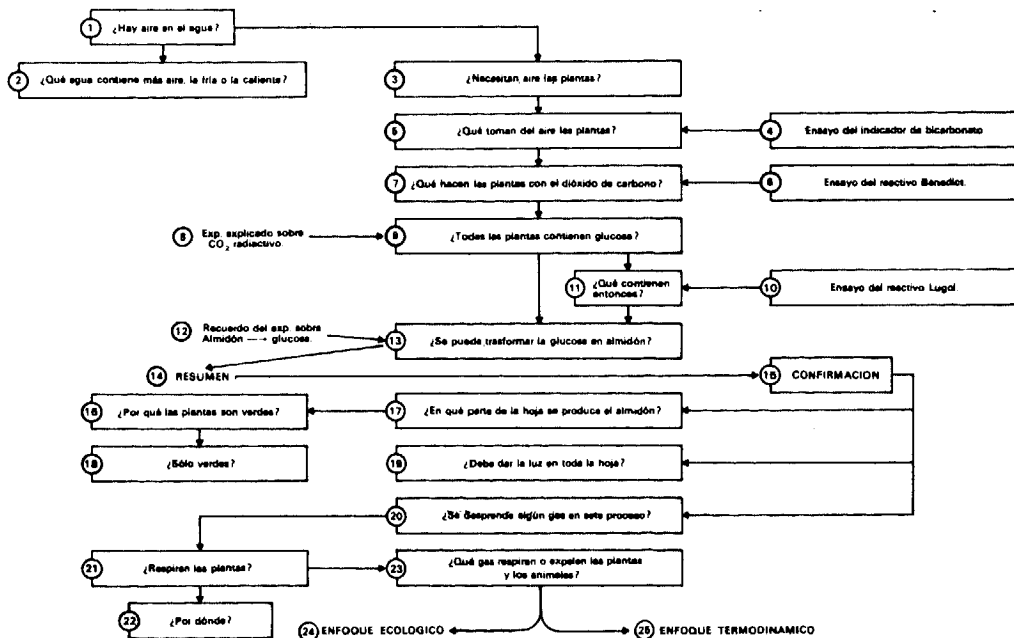 1 ¿Hay aire en el agua?
2 ¿Qué agua contiene más aire, la fría o la caliente?
3 ¿Necesitan aire las plantas?
5 ¿Qué toman del aire las plantas?
4 Ensayo del indicador de bicarbonato
7 ¿Qué hacen las plantas con el dióxido de carbono?
6 Ensayo del reactivo Benedict.
8 Exp. explicado sobre
CO₂ radiactivo.
9 ¿Todas las plantas contienen glucosa?
11 ¿Qué contienen
entonces?
10 Ensayo del reactivo Lugol.
12 Recuerdo del exp. sobre
Almidón → glucosa.
13 ¿Se puede trasformar la glucosa en almidón?
14 RESUMEN
15 CONFIRMACION
16 ¿Por qué las plantas son verdes?
17 ¿En qué parte de la hoja se produce el almidón?
18 ¿Sólo verdes?
19 ¿Debe dar la luz en toda la hoja?
20 ¿Se desprende algún gas en este proceso?
21 ¿Respiren las plantas?
23 ¿Qué gas respiran o expelen las plantas
y los animales?
22 ¿Por dónde?
24 ENFOQUE ECOLOGICO
25 ENFOQUE TERMODINAMICO